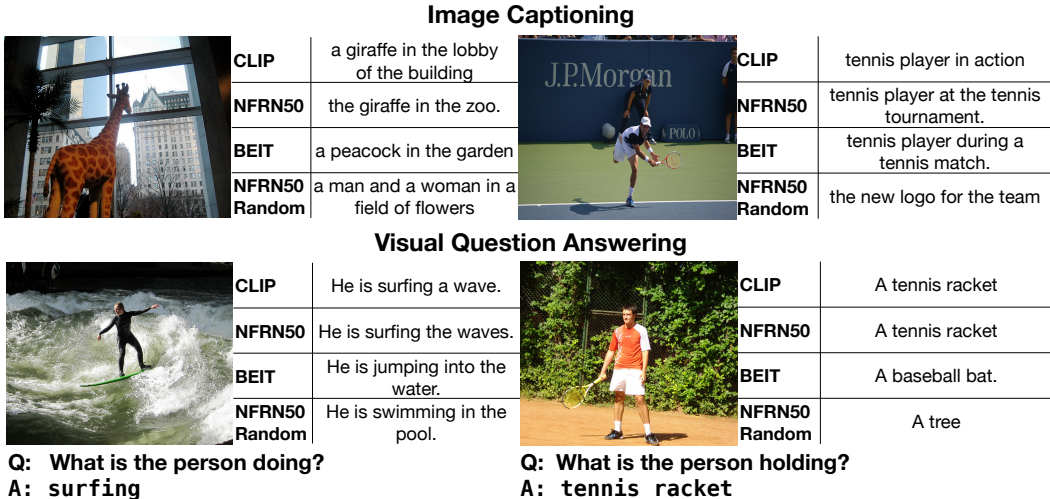 Image Captioning
CLIP
a giraffe in the lobby
of the building
NFRN50
the giraffe in the zoo.
BEIT
a peacock in the garden
NFRN50
Random
a man and a woman in a
field of flowers
J.P.Morgan
POLO
CLIP
tennis player in action
NFRN50
tennis player at the tennis
tournament.
BEIT
tennis player during a
tennis match.
NFRN50
Random
the new logo for the team
Visual Question Answering
CLIP
He is surfing a wave.
NFRN50
He is surfing the waves.
BEIT
He is jumping into the
water.
NFRN50
Random
He is swimming in the
pool.
Q: What is the person doing?
A: surfing
CLIP
A tennis racket
NFRN50
A tennis racket
BEIT
A baseball bat.
NFRN50
Random
A tree
Q: What is the person holding?
A: tennis racket